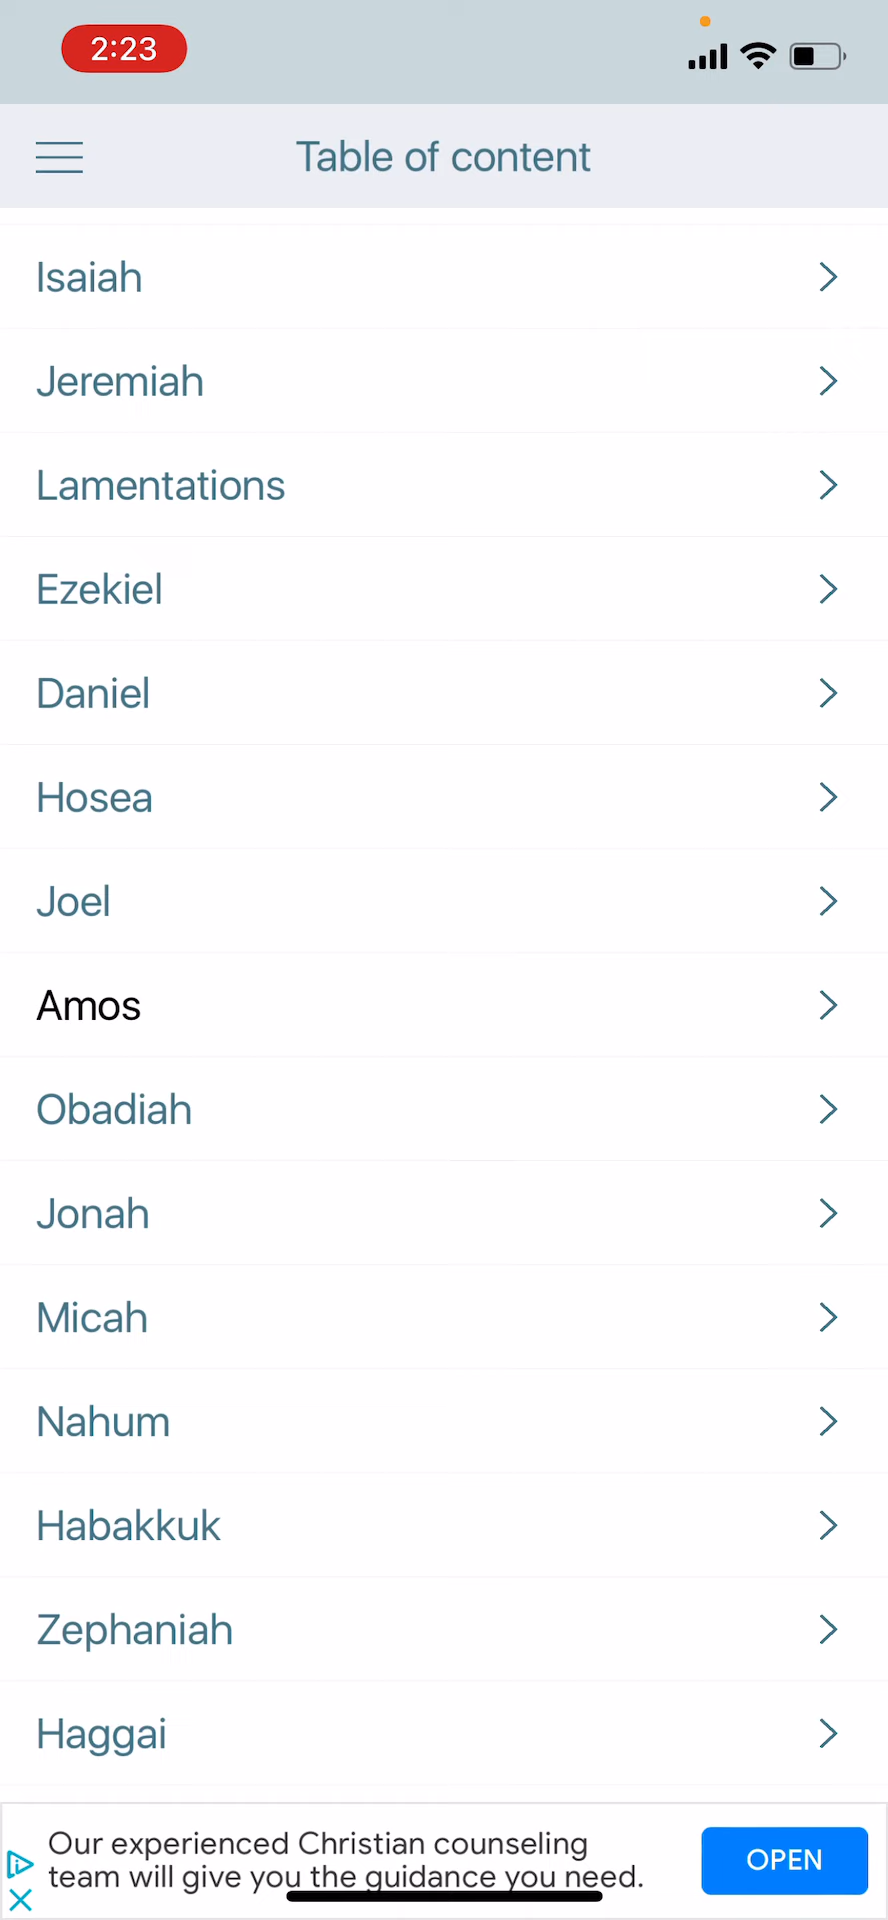 2:23
Table of content
Isaiah
Jeremiah
Lamentations
Ezekiel
Daniel
Hosea
Joel
Amos
Obadiah
Jonah
Micah
Nahum
Habakkuk
Zephaniah
Haggai
Our experienced Christian counseling
team will give you the guidance you need.
OPEN